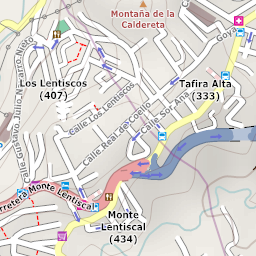 Montaña de la
Caldereta
Goya
Los Lentiscos
(407)
Tafira Alta
(333)
Calle Los Lentiscos
Calle Sor Ana
Calle Real de Coello
Calle Gustavo Julio Navarro Nieto
Carretera Monte Lentiscal
Monte
Lentiscal
(434)